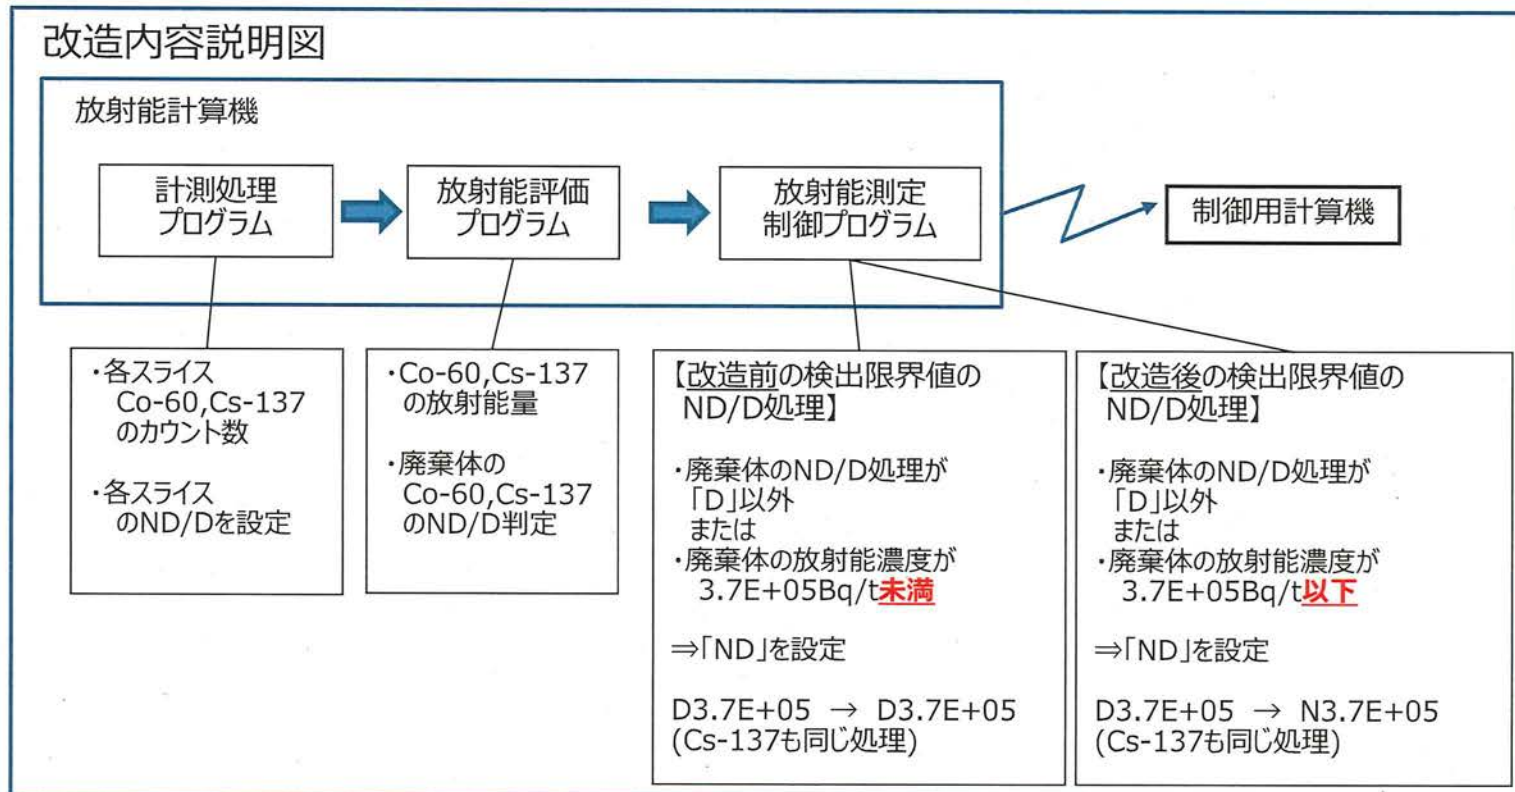 改造内容説明図
放射能計算機
計測処理
プログラム
放射能評価
プログラム
放射能測定
制御プログラム
制御用計算機
・各スライス
Co-60,Cs-137
のカウント数
・各スライス
のND/Dを設定
・Co-60,Cs-137
の放射能量
・廃棄体の
Co-60,Cs-137
のND/D判定
【改造前の検出限界値の
ND/D処理】
・廃棄体のND/D処理が
「D」以外
または
・廃棄体の放射能濃度が
3.7E+05Bq/t未満
⇒「ND」を設定
D3.7E+05 → D3.7E+05
(Cs-137も同じ処理)
【改造後の検出限界値の
ND/D処理】
・廃棄体のND/D処理が
「D」以外
または
・廃棄体の放射能濃度が
3.7E+05Bq/t以下
⇒「ND」を設定
D3.7E+05 → N3.7E+05
(Cs-137も同じ処理)